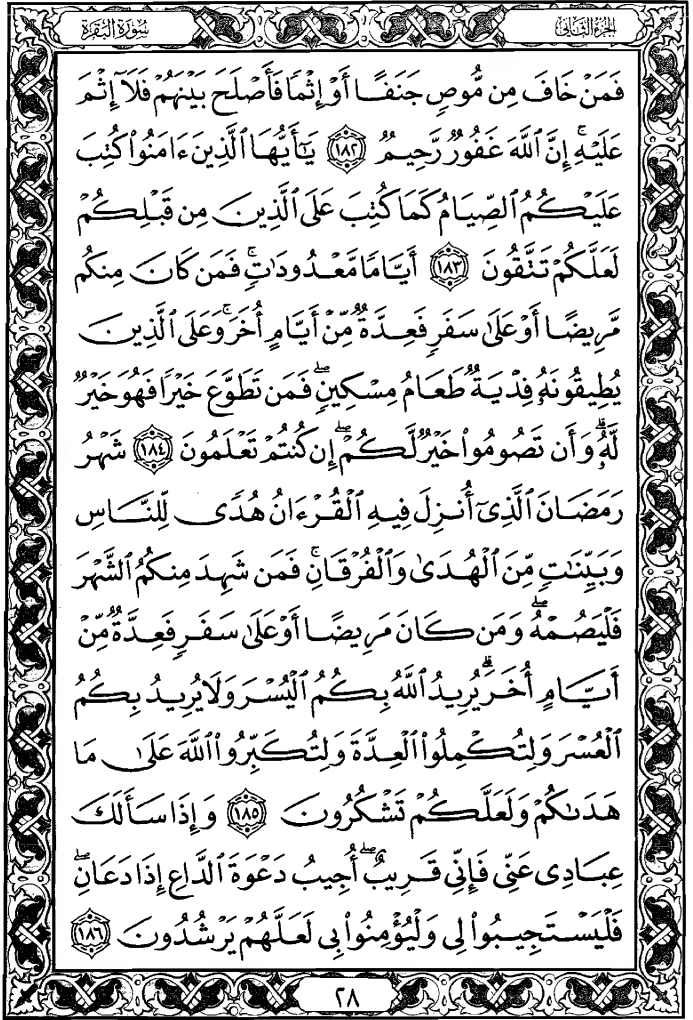 الجزء الثاني
سورة البقرة
فَمَنْ خَافَ مِن مُّوصٍ جَنَفًا أَوْ إِثْمًا فَأَصْلَحَ بَيْنَهُمْ فَلَآ إِثْمَ
عَلَيْهِ ۚ إِنَّ ٱللَّهَ غَفُورٌ رَّحِيمٌ ١٨٢ يَـٰٓأَيُّهَا ٱلَّذِينَ ءَامَنُوا۟ كُتِبَ
عَلَيْكُمُ ٱلصِّيَامُ كَمَا كُتِبَ عَلَى ٱلَّذِينَ مِن قَبْلِكُمْ
لَعَلَّكُمْ تَتَّقُونَ ١٨٣ أَيَّامًا مَّعْدُودَٰتٍ ۚ فَمَن كَانَ مِنكُم
مَّرِيضًا أَوْ عَلَىٰ سَفَرٍ فَعِدَّةٌ مِّنْ أَيَّامٍ أُخَرَ ۚ وَعَلَى ٱلَّذِينَ
يُطِيقُونَهُۥ فِدْيَةٌ طَعَامُ مِسْكِينٍ ۖ فَمَن تَطَوَّعَ خَيْرًا فَهُوَ خَيْرٌ
لَّهُۥ ۚ وَأَن تَصُومُوا۟ خَيْرٌ لَّكُمْ ۖ إِن كُنتُمْ تَعْلَمُونَ ١٨٤ شَهْرُ
رَمَضَانَ ٱلَّذِىٓ أُنزِلَ فِيهِ ٱلْقُرْءَانُ هُدًى لِّلنَّاسِ
وَبَيِّنَـٰتٍ مِّنَ ٱلْهُدَىٰ وَٱلْفُرْقَانِ ۚ فَمَن شَهِدَ مِنكُمُ ٱلشَّهْرَ
فَلْيَصُمْهُ ۖ وَمَن كَانَ مَرِيضًا أَوْ عَلَىٰ سَفَرٍ فَعِدَّةٌ مِّنْ
أَيَّامٍ أُخَرَ ۗ يُرِيدُ ٱللَّهُ بِكُمُ ٱلْيُسْرَ وَلَا يُرِيدُ بِكُمُ
ٱلْعُسْرَ وَلِتُكْمِلُوا۟ ٱلْعِدَّةَ وَلِتُكَبِّرُوا۟ ٱللَّهَ عَلَىٰ مَا
هَدَىٰكُمْ وَلَعَلَّكُمْ تَشْكُرُونَ ١٨٥ وَإِذَا سَأَلَكَ
عِبَادِى عَنِّى فَإِنِّى قَرِيبٌ ۖ أُجِيبُ دَعْوَةَ ٱلدَّاعِ إِذَا دَعَانِ ۖ
فَلْيَسْتَجِيبُوا۟ لِى وَلْيُؤْمِنُوا۟ بِى لَعَلَّهُمْ يَرْشُدُونَ ١٨٦
٢٨